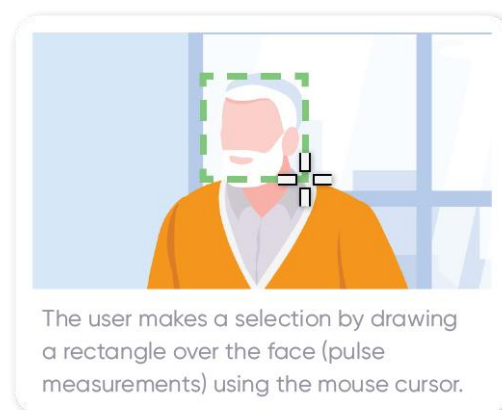 The user makes a selection by drawing
a rectangle over the face (pulse
measurements) using the mouse cursor.